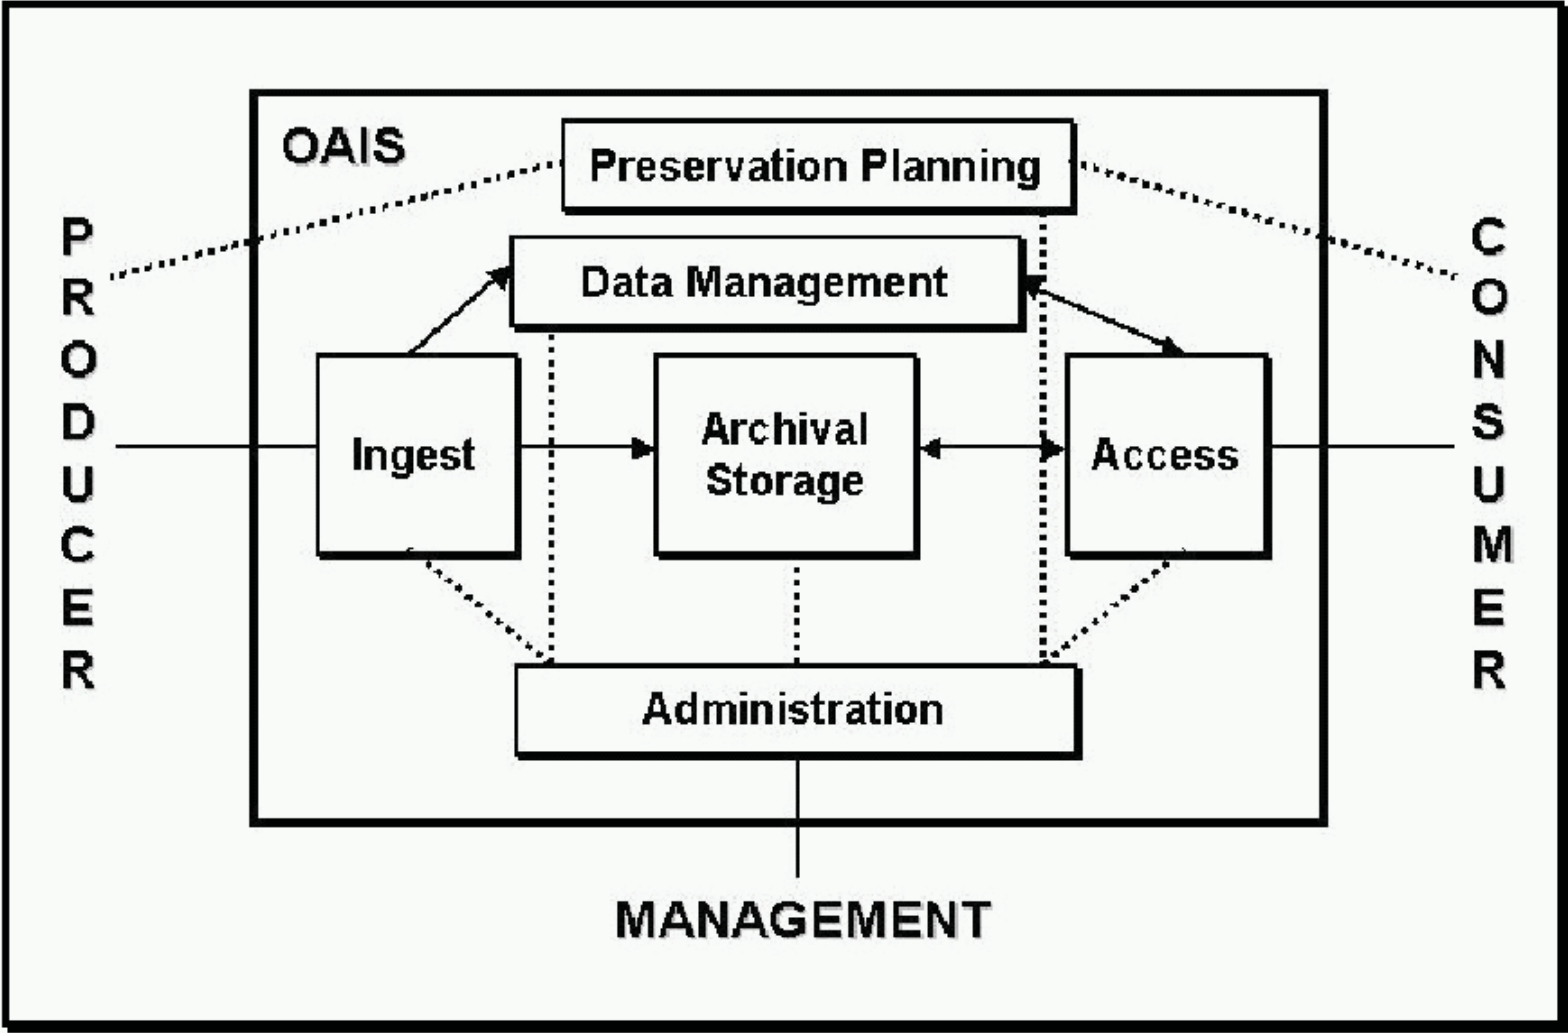 OAIS
Preservation Planning
PRODUCER
CONSUMER
Data Management
Ingest
Archival
Storage
Access
Administration
MANAGEMENT